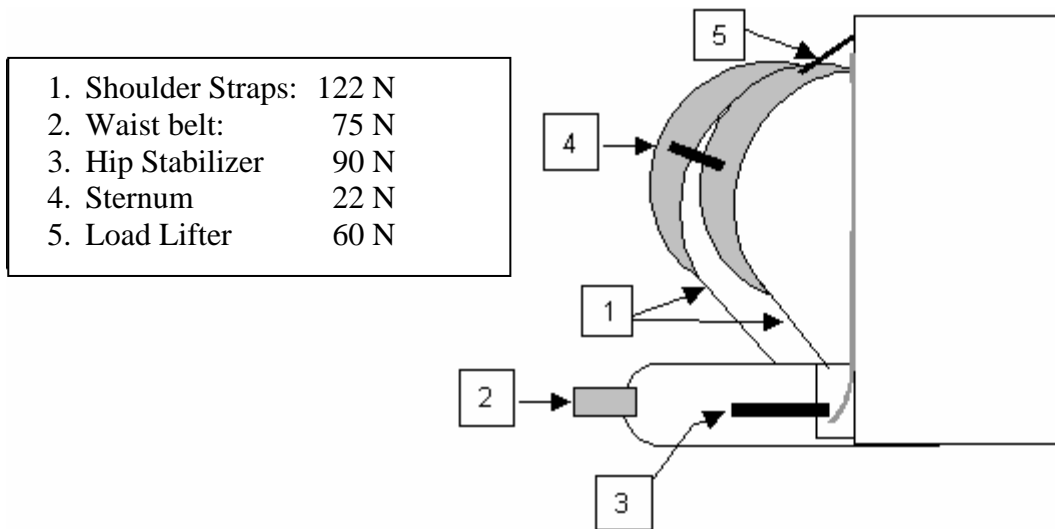 1. Shoulder Straps: 122 N
2. Waist belt: 75 N
3. Hip Stabilizer 90 N
4. Sternum 22 N
5. Load Lifter 60 N
5
4
1
2
3